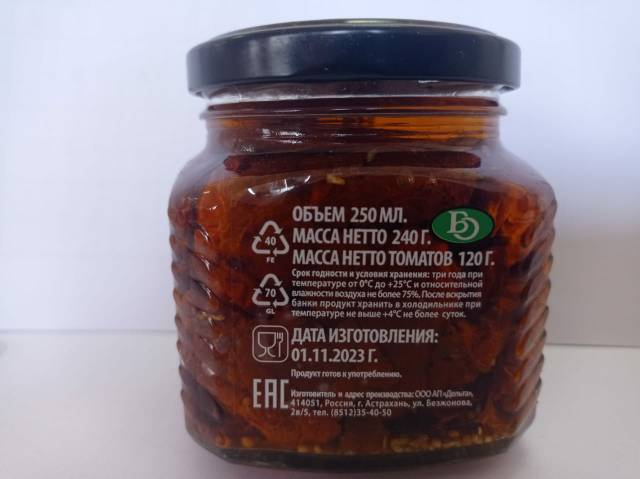 ОБЪЕМ 250 МЛ.
МАССА НЕТТО 240 Г.
МАССА НЕТТО ТОМАТОВ 120 Г.
БЭ
40
FE
Срок годности и условия хранения: три года при
температуре от 0°С до +25°С и относительной
влажности воздуха не более 75%. После вскрытия
банки продукт хранить в холодильнике при
температуре не выше +4°С не более суток.
70
GL
ДАТА ИЗГОТОВЛЕНИЯ:
01.11.2023 Г.
Продукт готов к употреблению.
EAC
Изготовитель и адрес производства: ООО АП «Дольга»,
414051, Россия, г. Астрахань, ул. Безжонова,
2в/5, тел. (8512)35-40-50